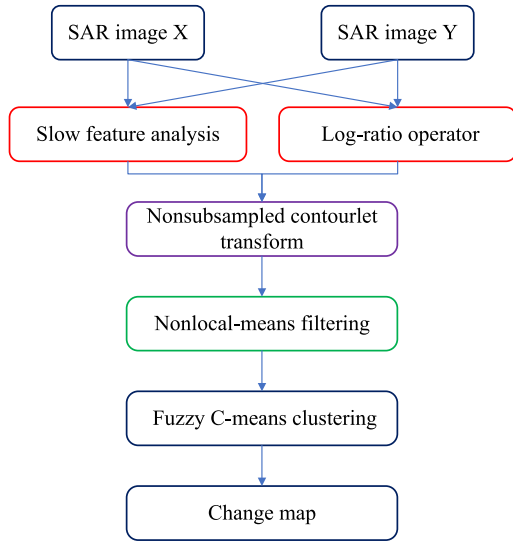 SAR image X
SAR image Y
Slow feature analysis
Log-ratio operator
Nonsubsampled contourlet
transform
Nonlocal-means filtering
Fuzzy C-means clustering
Change map